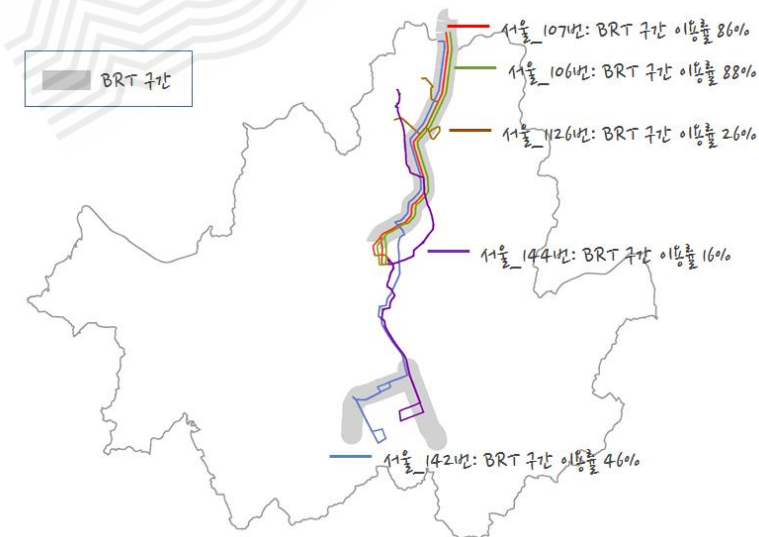 서울_107번: BRT 구간 이용률 86%
BRT 구간
서울_106번: BRT 구간 이용률 88%
서울_1126번: BRT 구간 이용률 26%
서울_144번: BRT 구간 이용률 16%
서울_142번: BRT 구간 이용률 46%